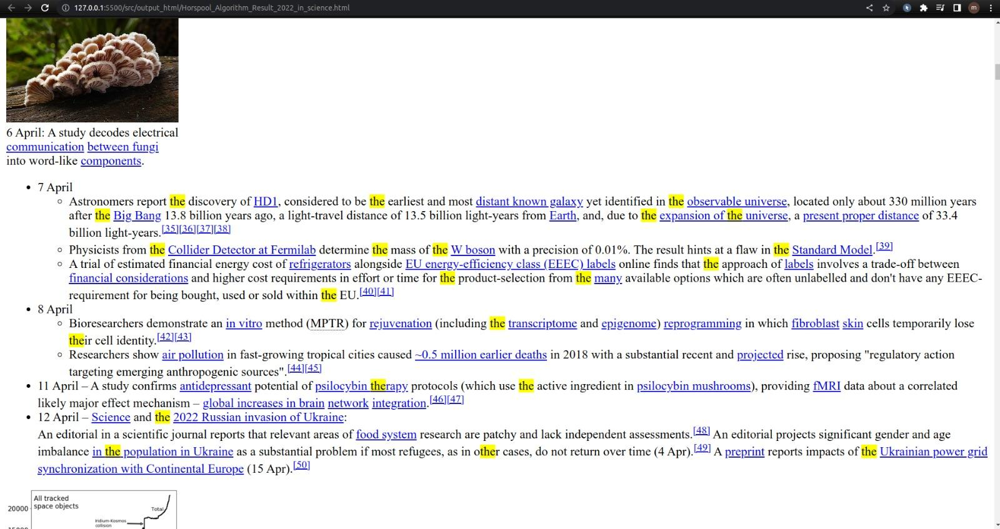 127.0.0.1:5500/src/output_html/Horspool_Algorithm_Result_2022_in_science.html
m
6 April: A study decodes electrical
communication between fungi
into word-like components.
• 7 April
◦ Astronomers report the discovery of HD1, considered to be the earliest and most distant known galaxy yet identified in the observable universe, located only about 330 million years
after the Big Bang 13.8 billion years ago, a light-travel distance of 13.5 billion light-years from Earth, and, due to the expansion of the universe, a present proper distance of 33.4
billion light-years.[35][36][37][38]
◦ Physicists from the Collider Detector at Fermilab determine the mass of the W boson with a precision of 0.01%. The result hints at a flaw in the Standard Model.[39]
◦ A trial of estimated financial energy cost of refrigerators alongside EU energy-efficiency class (EEEC) labels online finds that the approach of labels involves a trade-off between
financial considerations and higher cost requirements in effort or time for the product-selection from the many available options which are often unlabelled and don't have any EEEC-
requirement for being bought, used or sold within the EU.[40][41]
• 8 April
◦ Bioresearchers demonstrate an in vitro method (MPTR) for rejuvenation (including the transcriptome and epigenome) reprogramming in which fibroblast skin cells temporarily lose
their cell identity.[42][43]
◦ Researchers show air pollution in fast-growing tropical cities caused ~0.5 million earlier deaths in 2018 with a substantial recent and projected rise, proposing "regulatory action
targeting emerging anthropogenic sources".[44][45]
• 11 April – A study confirms antidepressant potential of psilocybin therapy protocols (which use the active ingredient in psilocybin mushrooms), providing fMRI data about a correlated
likely major effect mechanism – global increases in brain network integration.[46][47]
• 12 April – Science and the 2022 Russian invasion of Ukraine:
An editorial in a scientific journal reports that relevant areas of food system research are patchy and lack independent assessments.[48] An editorial projects significant gender and age
imbalance in the population in Ukraine as a substantial problem if most refugees, as in other cases, do not return over time (4 Apr).[49] A preprint reports impacts of the Ukrainian power grid
synchronization with Continental Europe (15 Apr).[50]
All tracked
space objects
20000
Total
Iridium-Kosmos
collision